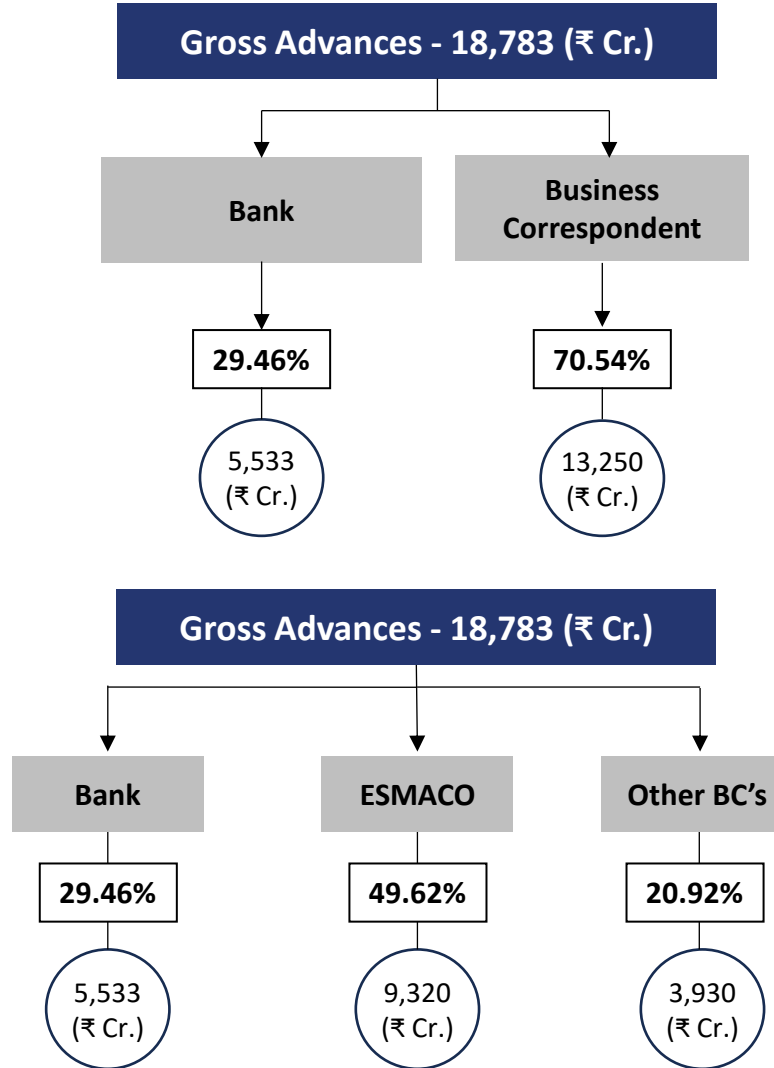 Gross Advances - 18,783 (₹ Cr.)
Bank
Business
Correspondent
29.46%
70.54%
5,533
(₹ Cr.)
13,250
(₹ Cr.)
Gross Advances - 18,783 (₹ Cr.)
Bank
ESMACO
Other BC's
29.46%
49.62%
20.92%
5,533
(₹ Cr.)
9,320
(₹ Cr.)
3,930
(₹ Cr.)